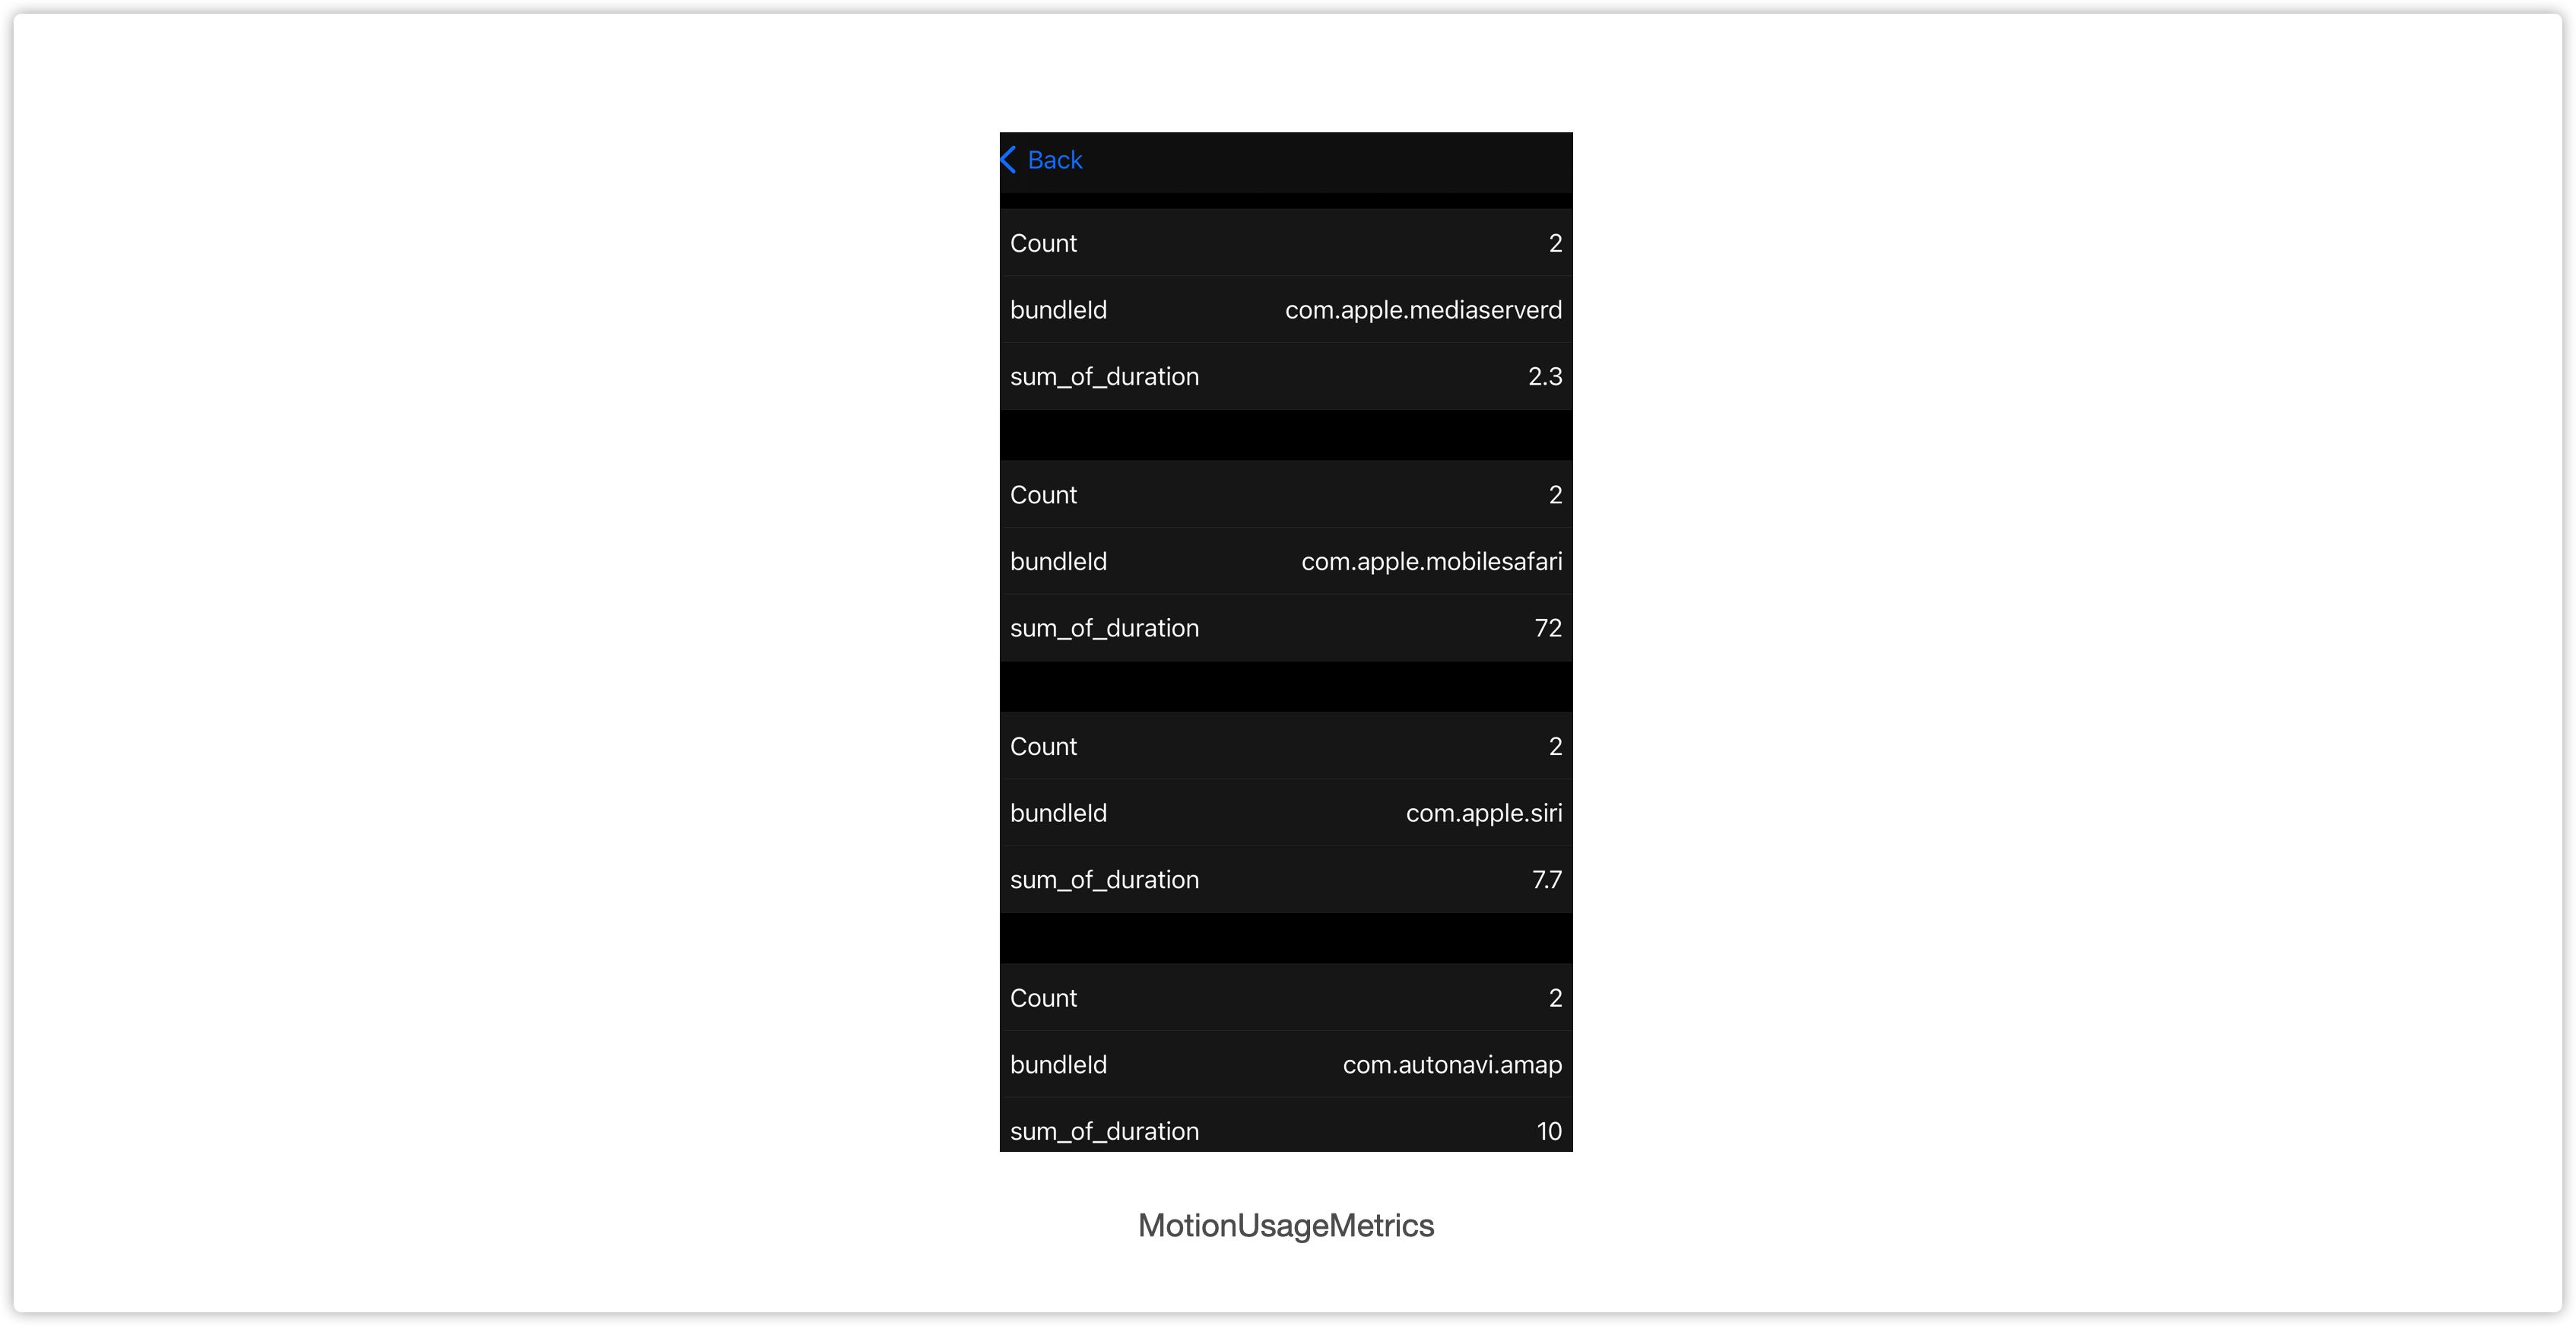 Back
Count 2
bundleId com.apple.mediaserverd
sum_of_duration 2.3
Count 2
bundleId com.apple.mobilesafari
sum_of_duration 72
Count 2
bundleId com.apple.siri
sum_of_duration 7.7
Count 2
bundleId com.autonavi.amap
sum_of_duration 10
MotionUsageMetrics